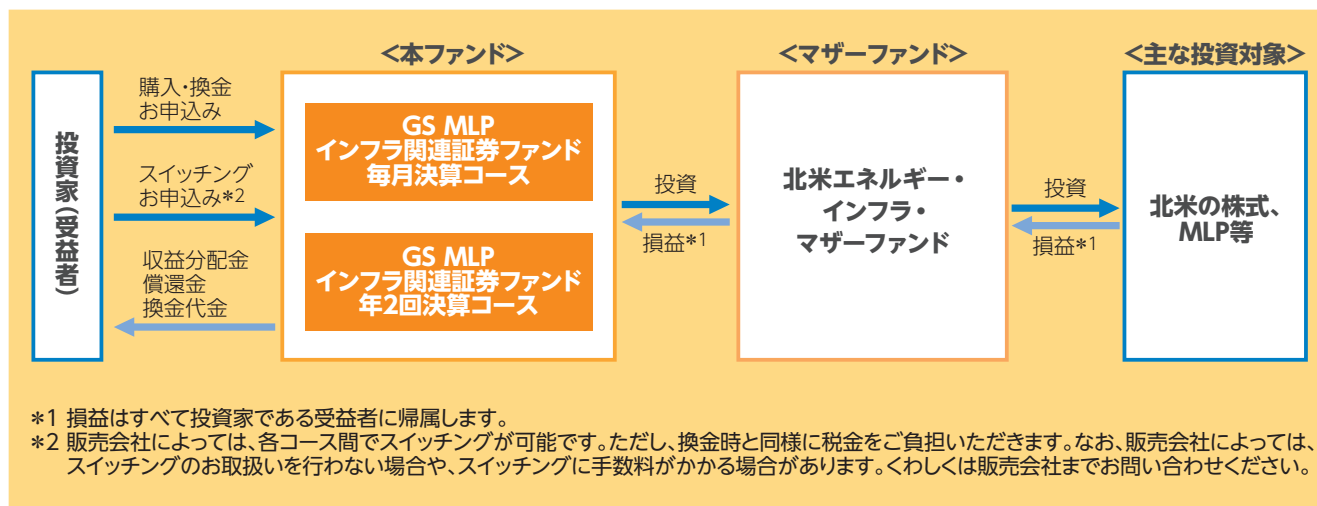 <本ファンド>
<マザーファンド>
<主な投資対象>
投資家(受益者)
購入・換金
お申込み
スイッチング
お申込み*2
収益分配金
償還金
換金代金
GS MLP
インフラ関連証券ファンド
毎月決算コース
GS MLP
インフラ関連証券ファンド
年2回決算コース
投資
損益*1
北米エネルギー・
インフラ・
マザーファンド
投資
損益*1
北米の株式、
MLP等
*1 損益はすべて投資家である受益者に帰属します。
*2 販売会社によっては、各コース間でスイッチングが可能です。ただし、換金時と同様に税金をご負担いただきます。なお、販売会社によっては、
スイッチングのお取扱いを行わない場合や、スイッチングに手数料がかかる場合があります。くわしくは販売会社までお問い合わせください。